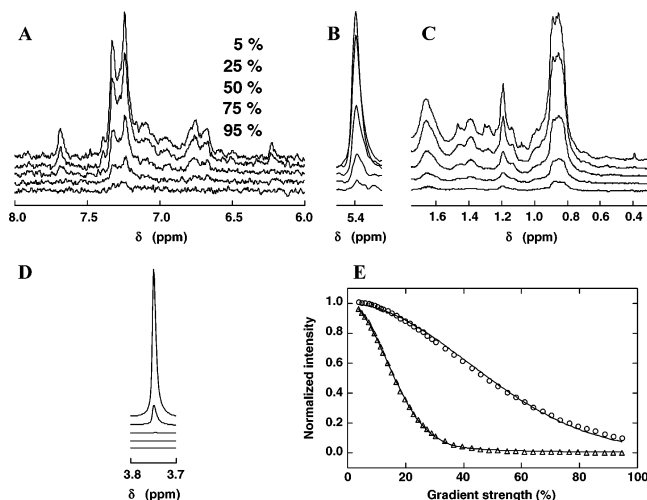 A
5 %
25 %
50 %
75 %
95 %
8.0 7.5 7.0 6.5 6.0
δ (ppm)
B
5.4
δ (ppm)
C
1.6 1.4 1.2 1.0 0.8 0.6 0.4
δ (ppm)
D
3.8 3.7
δ (ppm)
E
Normalized intensity
1.0
0.8
0.6
0.4
0.2
0.0
0 20 40 60 80 100
Gradient strength (%)